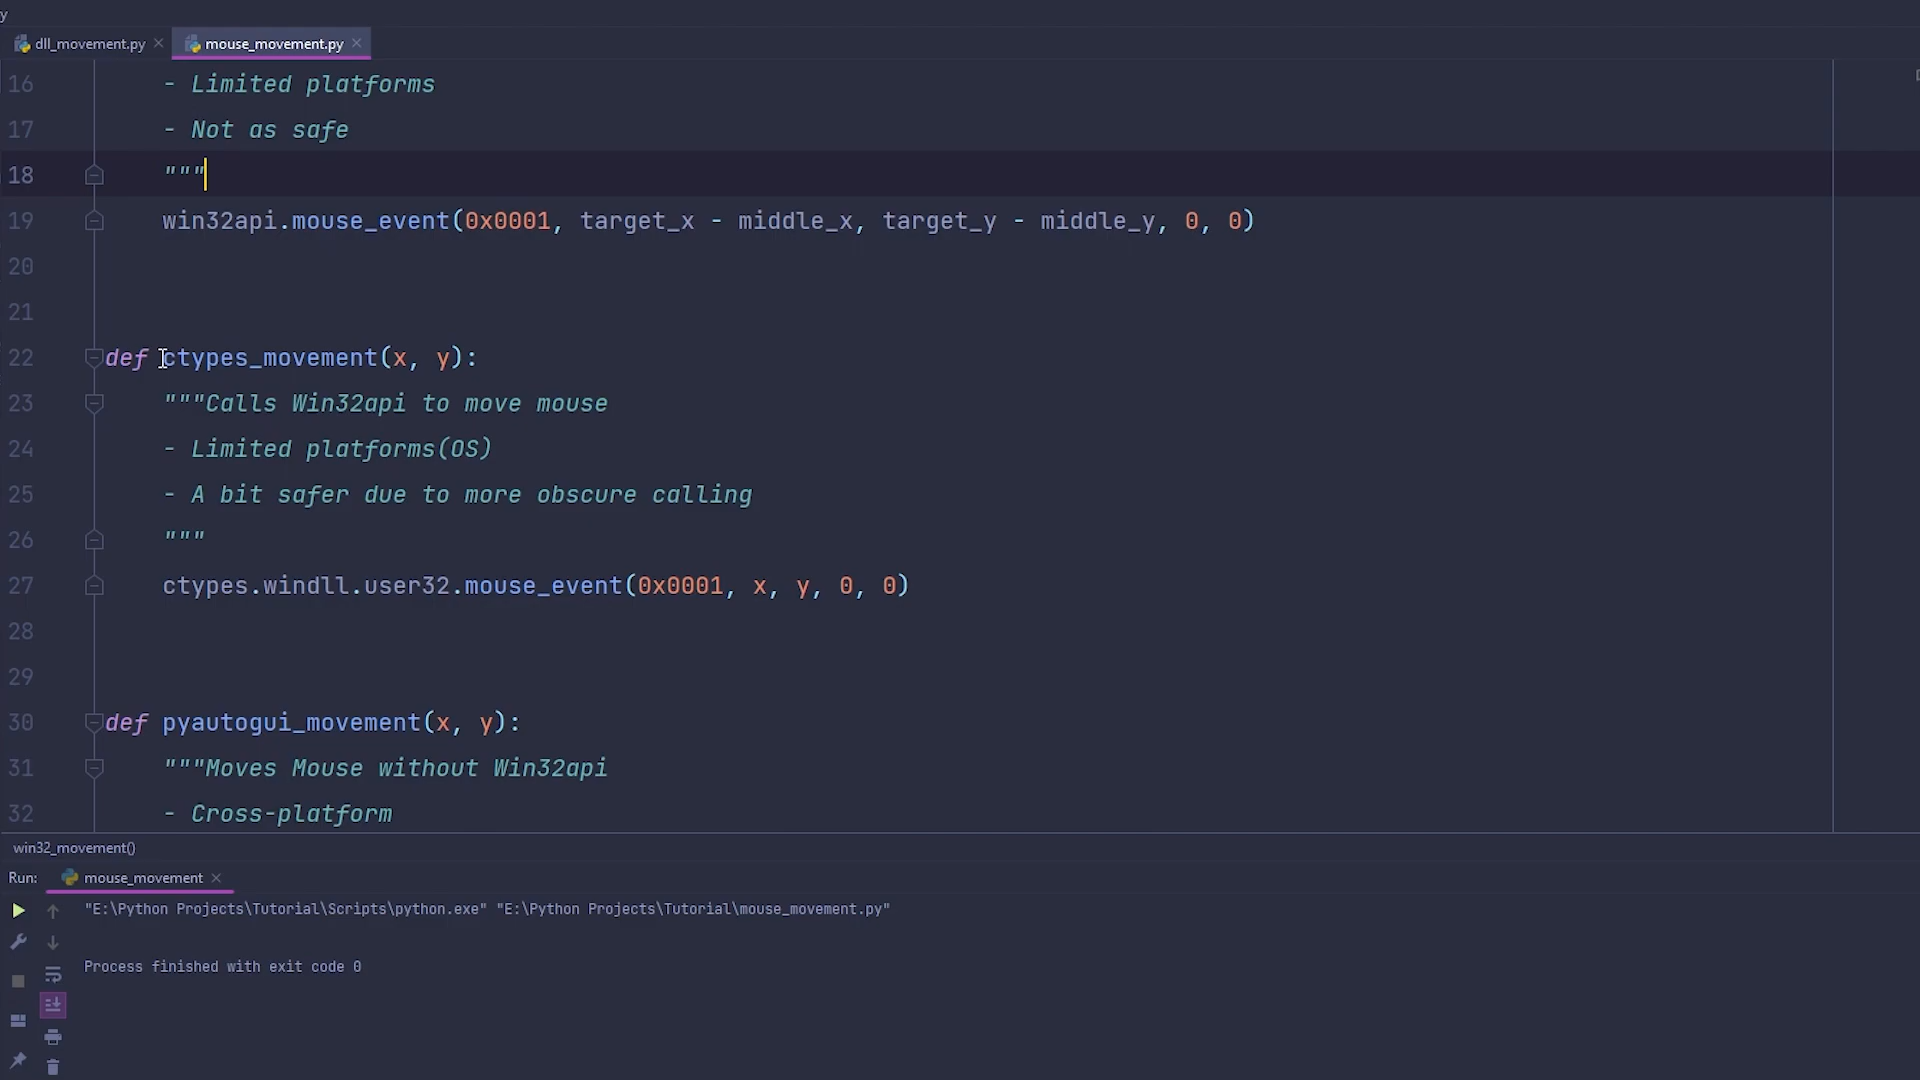 y
dll_movement.py
mouse_movement.py
16 - Limited platforms
17 - Not as safe
18 """
19 win32api.mouse_event(0x0001, target_x - middle_x, target_y - middle_y, 0, 0)
20
21
22 def ctypes_movement(x, y):
23 """Calls Win32api to move mouse
24 - Limited platforms(OS)
25 - A bit safer due to more obscure calling
26 """
27 ctypes.windll.user32.mouse_event(0x0001, x, y, 0, 0)
28
29
30 def pyautogui_movement(x, y):
31 """Moves Mouse without Win32api
32 - Cross-platform
win32_movement()
Run: mouse_movement
"E:\Python Projects\Tutorial\Scripts\python.exe" "E:\Python Projects\Tutorial\mouse_movement.py"
Process finished with exit code 0